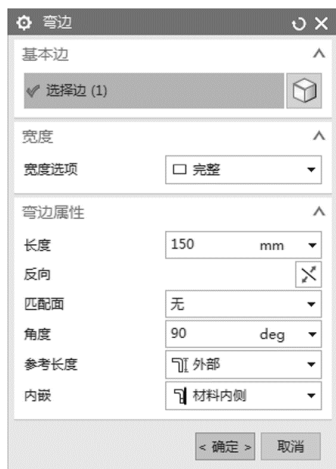 弯边
基本边
选择边 (1)
宽度
宽度选项 完整
弯边属性
长度 150 mm
反向
匹配面 无
角度 90 deg
参考长度 外部
内嵌 材料内侧
< 确定 > 取消